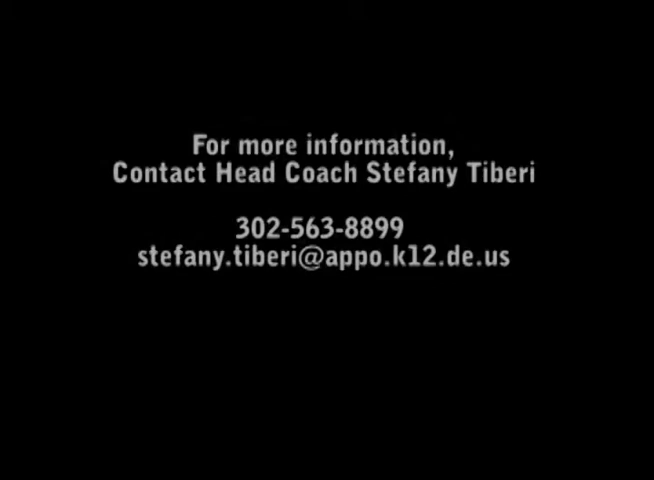 For more information,
Contact Head Coach Stefany Tiberi
302-563-8899
stefany.tiberi@appo.k12.de.us